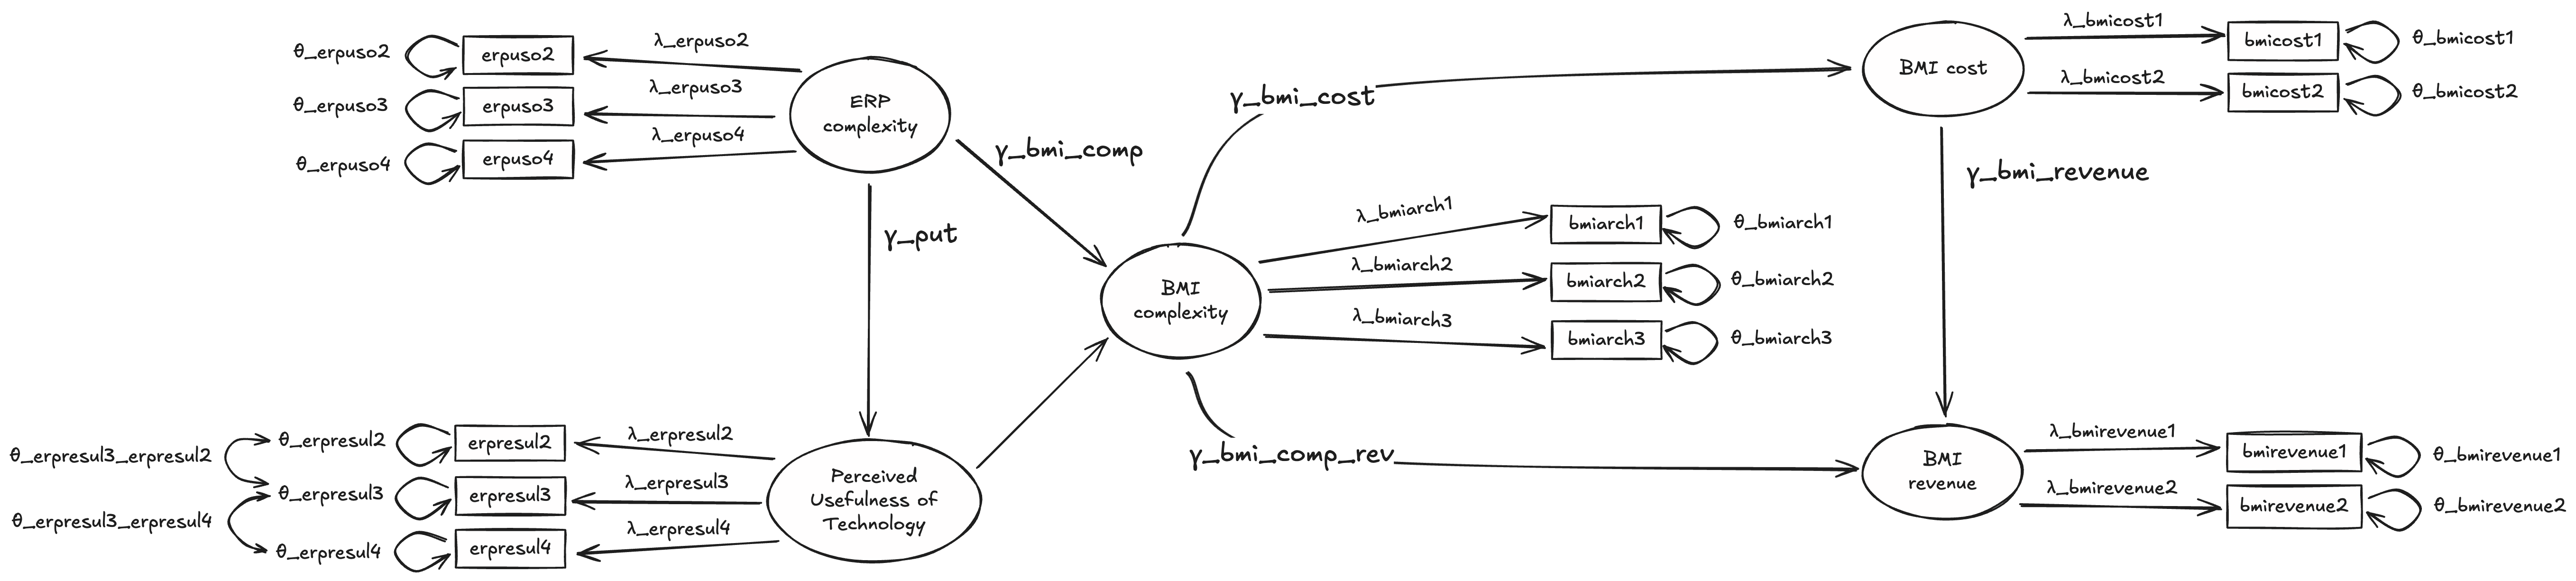 θ_erpuso2
erpuso2
λ_erpuso2
θ_erpuso3
erpuso3
λ_erpuso3
θ_erpuso4
erpuso4
λ_erpuso4
ERP
complexity
γ_bmi_comp
γ_put
γ_bmi_cost
BMI cost
λ_bmicost1
bmicost1
θ_bmicost1
λ_bmicost2
bmicost2
θ_bmicost2
γ_bmi_revenue
BMI
complexity
λ_bmiarch1
bmiarch1
θ_bmiarch1
λ_bmiarch2
bmiarch2
θ_bmiarch2
λ_bmiarch3
bmiarch3
θ_bmiarch3
γ_bmi_comp_rev
θ_erpresul3_erpresul2
θ_erpresul3_erpresul4
θ_erpresul2
erpresul2
λ_erpresul2
θ_erpresul3
erpresul3
λ_erpresul3
θ_erpresul4
erpresul4
λ_erpresul4
Perceived
Usefulness of
Technology
BMI
revenue
λ_bmirevenue1
bmirevenue1
θ_bmirevenue1
λ_bmirevenue2
bmirevenue2
θ_bmirevenue2